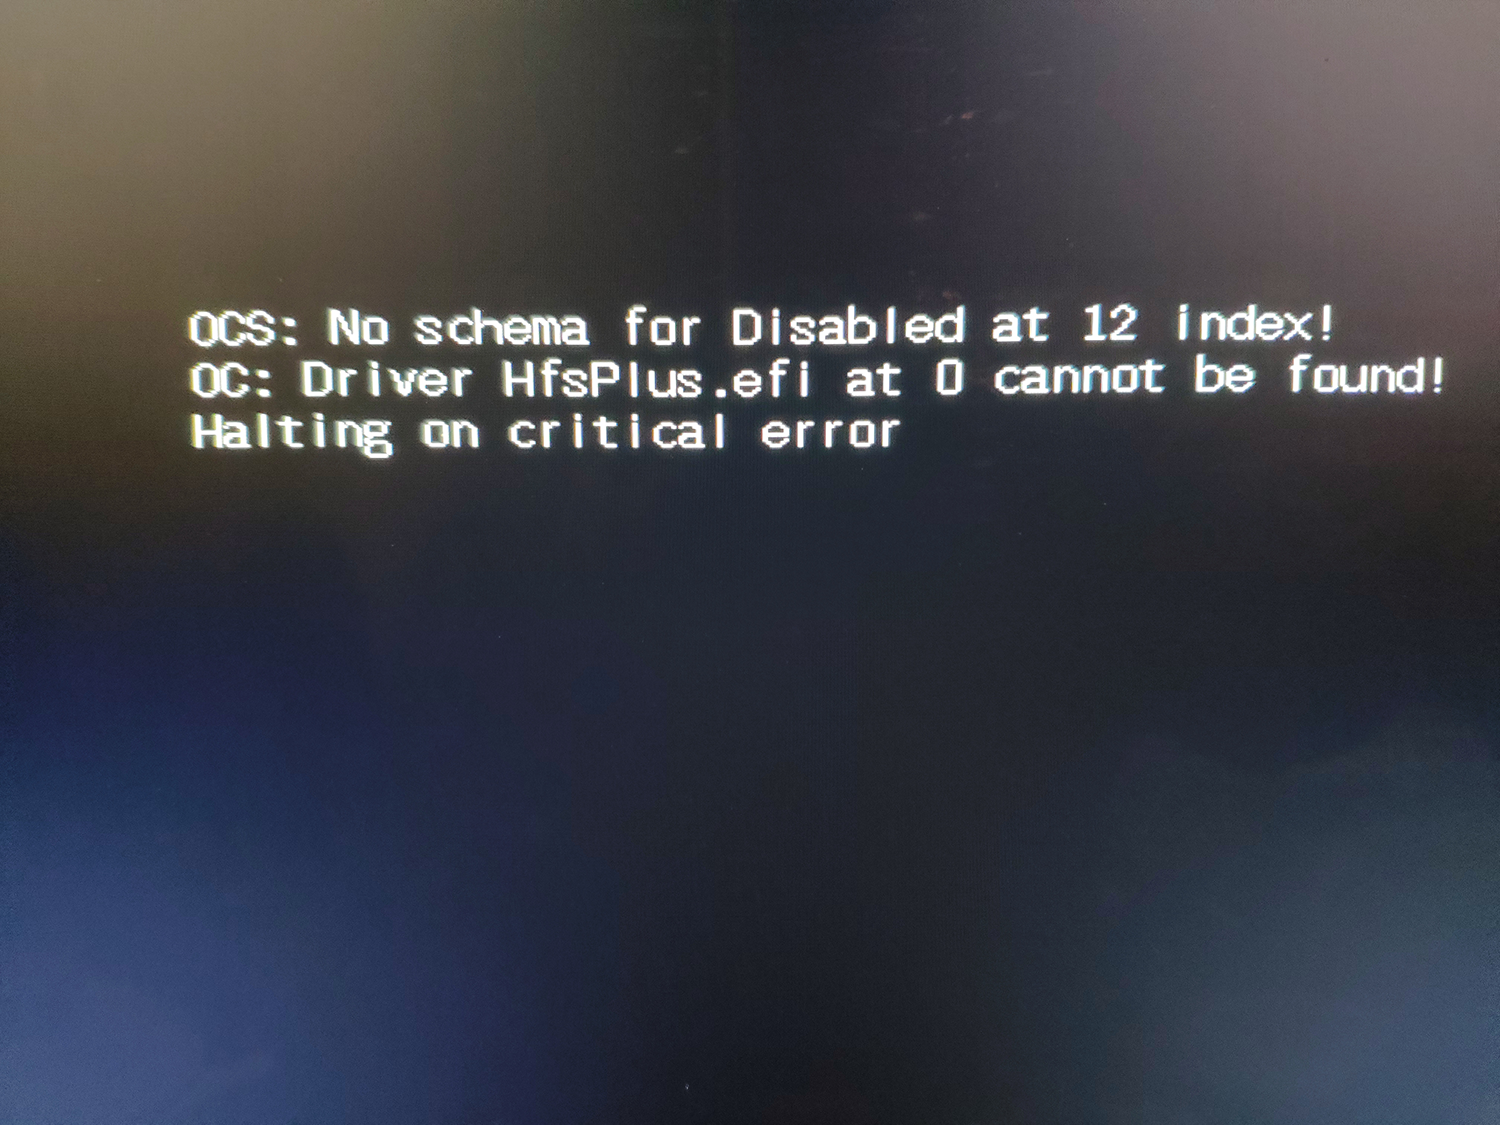 OCS: No schema for Disabled at 12 index!
OC: Driver HfsPlus.efi at 0 cannot be found!
Halting on critical error